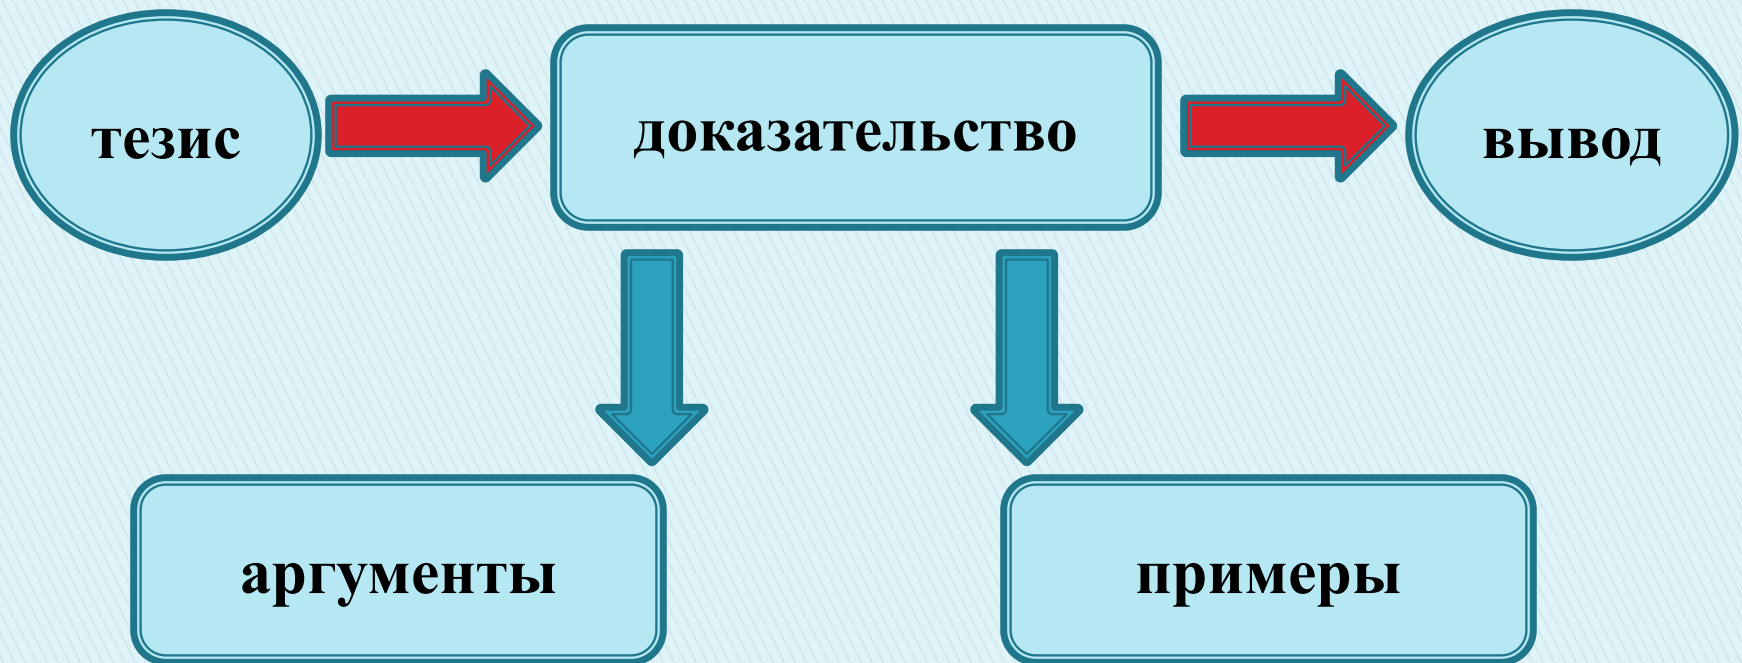 тезис
доказательство
вывод
аргументы
примеры